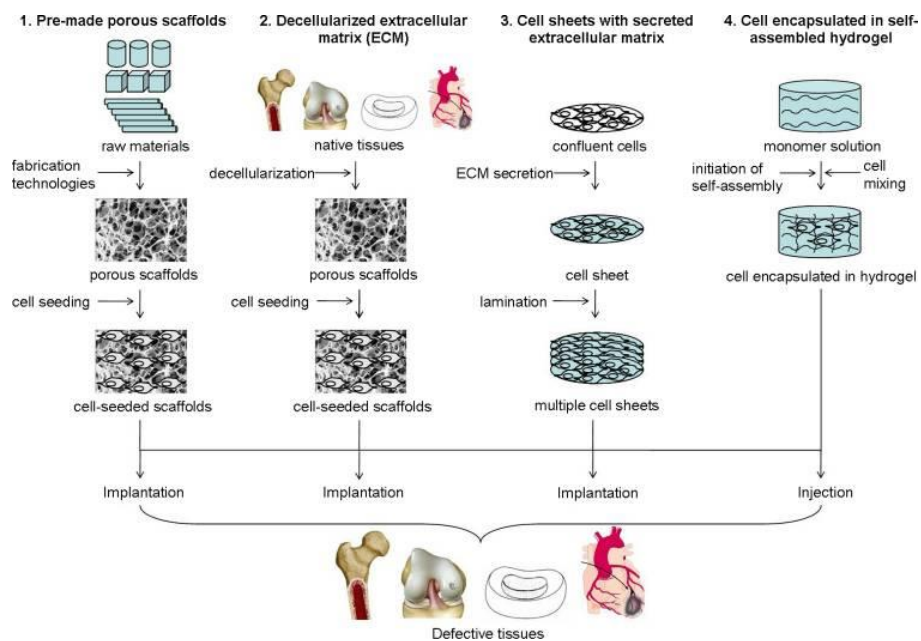 1. Pre-made porous scaffolds
raw materials
fabrication
technologies
porous scaffolds
cell seeding
cell-seeded scaffolds
Implantation
2. Decellularized extracellular
matrix (ECM)
native tissues
decellularization
porous scaffolds
cell seeding
cell-seeded scaffolds
Implantation
3. Cell sheets with secreted
extracellular matrix
confluent cells
ECM secretion
cell sheet
lamination
multiple cell sheets
Implantation
4. Cell encapsulated in self-
assembled hydrogel
monomer solution
initiation of
self-assembly
cell
mixing
cell encapsulated in hydrogel
Injection
Defective tissues